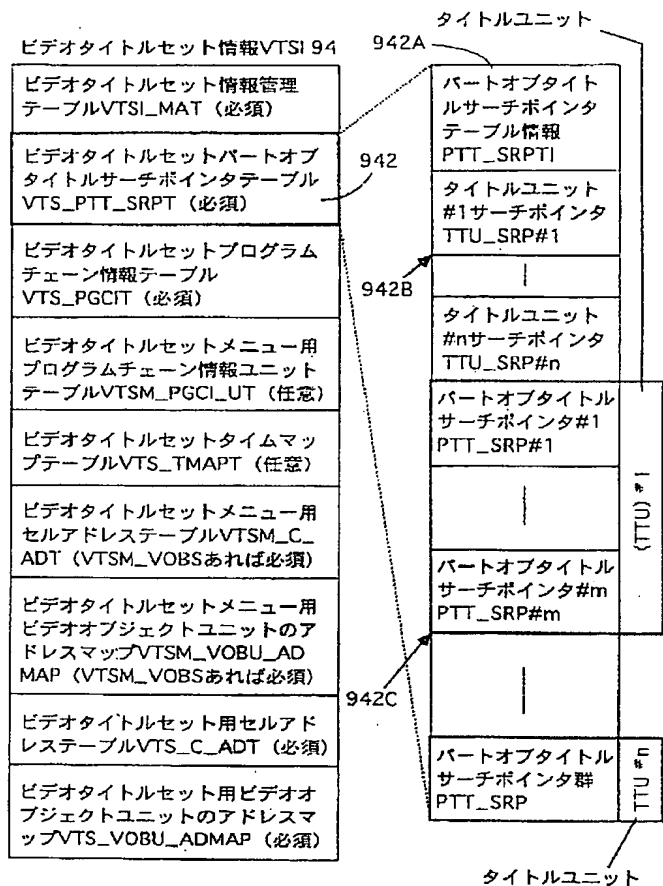 ビデオタイトルセット情報VTSI 94
ビデオタイトルセット情報管理
テーブルVTSI_MAT（必須）
ビデオタイトルセットパートオブ
タイトルサーチポインタテーブル
VTS_PTT_SRPT（必須）
ビデオタイトルセットプログラム
チェーン情報テーブル
VTS_PGCIT（必須）
ビデオタイトルセットメニュー用
プログラムチェーン情報ユニット
テーブルVTSM_PGCI_UT（任意）
ビデオタイトルセットタイムマッ
プテーブルVTS_TMAPT（任意）
ビデオタイトルセットメニュー用
セルアドレステーブルVTSM_C_
ADT（VTSM_VOBSあれば必須）
ビデオタイトルセットメニュー用
ビデオオブジェクトユニットのア
ドレスマップVTSM_VOBU_AD
MAP（VTSM_VOBSあれば必須）
ビデオタイトルセット用セルアド
レステーブルVTS_C_ADT（必須）
ビデオタイトルセット用ビデオオ
ブジェクトユニットのアドレスマ
ップVTS_VOBU_ADMAP（必須）
942
942A
942B
942C
タイトルユニット
パートオブタイト
ルサーチポインタ
テーブル情報
PTT_SRPTI
タイトルユニット
#1サーチポインタ
TTU_SRP#1
タイトルユニット
#nサーチポインタ
TTU_SRP#n
パートオブタイトル
サーチポインタ#1
PTT_SRP#1
パートオブタイトル
サーチポインタ#m
PTT_SRP#m
(TTU)#1
パートオブタイトル
サーチポインタ群
PTT_SRP
TTU#n
タイトルユニット